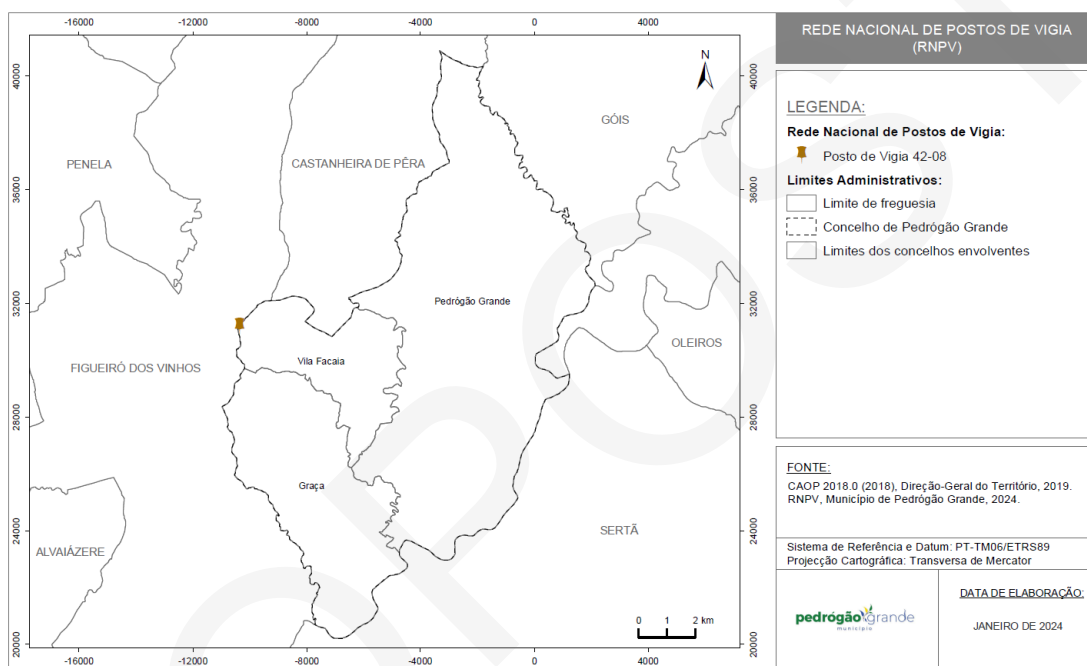 -16000 -12000 -8000 -4000 0 4000
40000 40000
36000 36000
32000 32000
28000 28000
24000 24000
20000 20000
N
GÓIS
PENELA
CASTANHEIRA DE PÊRA
Pedrógão Grande
OLEIROS
Vila Facaia
FIGUEIRÓ DOS VINHOS
Graça
SERTÃ
ALVAIÁZERE
0 1 2 km
-16000 -12000 -8000 -4000 0 4000
REDE NACIONAL DE POSTOS DE VIGIA
(RNPV)
LEGENDA:
Rede Nacional de Postos de Vigia:
Posto de Vigia 42-08
Limites Administrativos:
Limite de freguesia
Concelho de Pedrógão Grande
Limites dos concelhos envolventes
FONTE:
CAOP 2018.0 (2018), Direção-Geral do Território, 2019.
RNPV, Município de Pedrógão Grande, 2024.
Sistema de Referência e Datum: PT-TM06/ETRS89
Projecção Cartográfica: Transversa de Mercator
pedrógão grande
município
DATA DE ELABORAÇÃO:
JANEIRO DE 2024